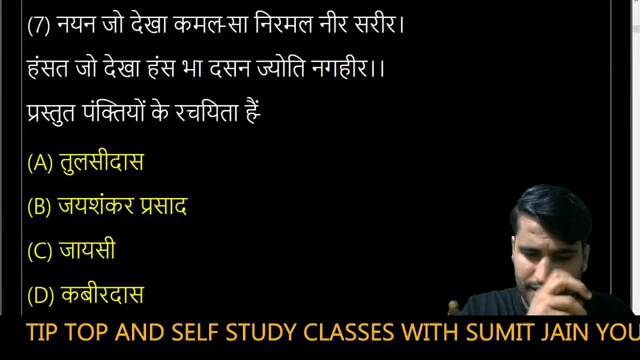 (7) नयन जो देखा कमल-सा निरमल नीर सरीर।
हंसत जो देखा हंस भा दसन ज्योति नगहीर।।
प्रस्तुत पंक्तियों के रचयिता हैं-
(A) तुलसीदास
(B) जयशंकर प्रसाद
(C) जायसी
(D) कबीरदास
TIP TOP AND SELF STUDY CLASSES WITH SUMIT JAIN YOU